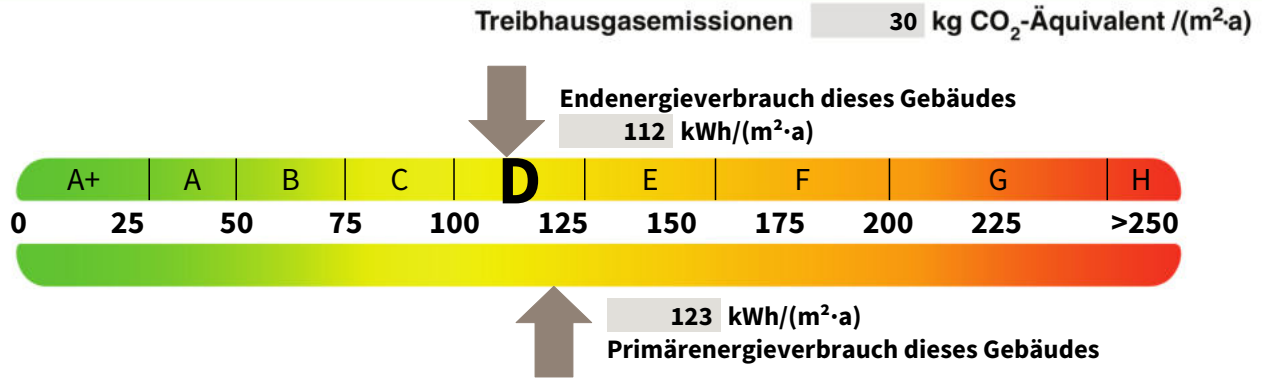 Treibhausgasemissionen 30 kg CO₂-Äquivalent /(m²·a)
Endenergieverbrauch dieses Gebäudes
112 kWh/(m²·a)
A+ A B C D E F G H
0 25 50 75 100 125 150 175 200 225 >250
123 kWh/(m²·a)
Primärenergieverbrauch dieses Gebäudes